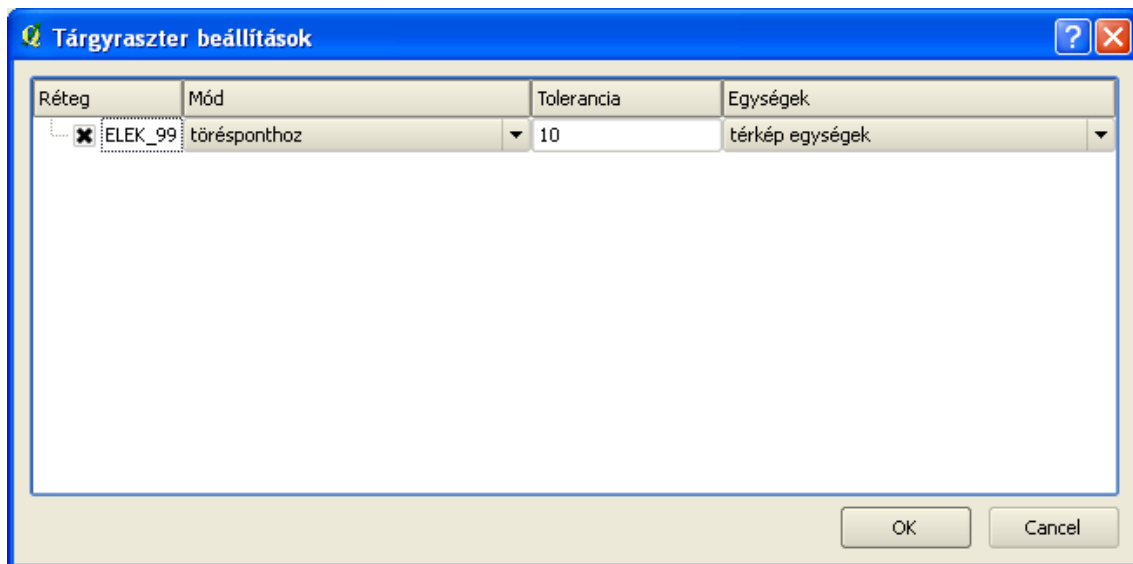 Tárgyraszter beállítások
Réteg Mód Tolerancia Egységek
ELEK_99 törésponthoz 10 térkép egységek
OK Cancel